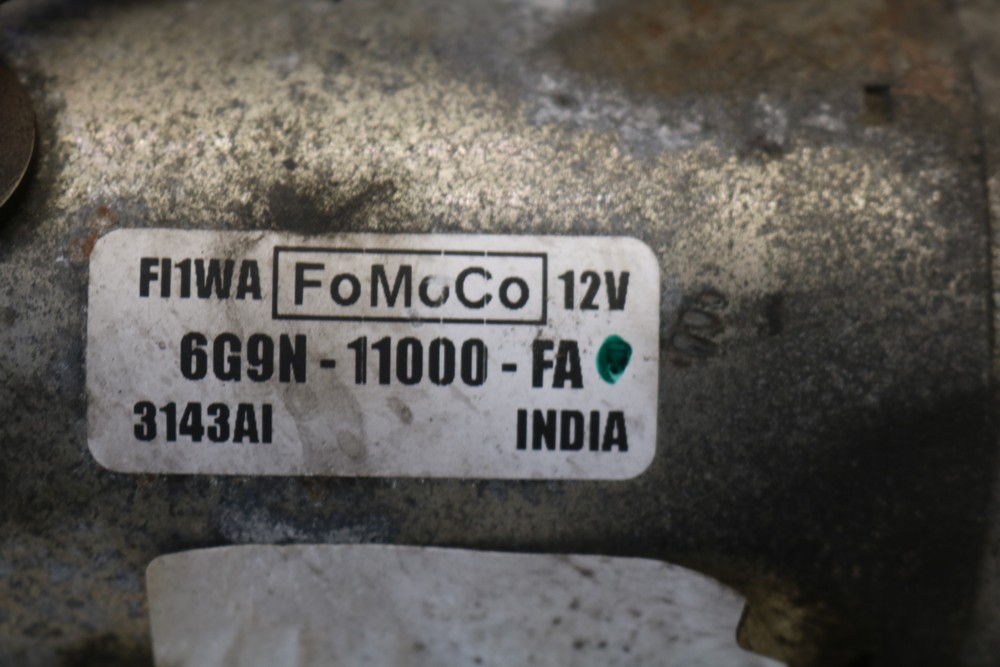 FI1WA FoMoCo 12V
6G9N - 11000 - FA
3143AI INDIA